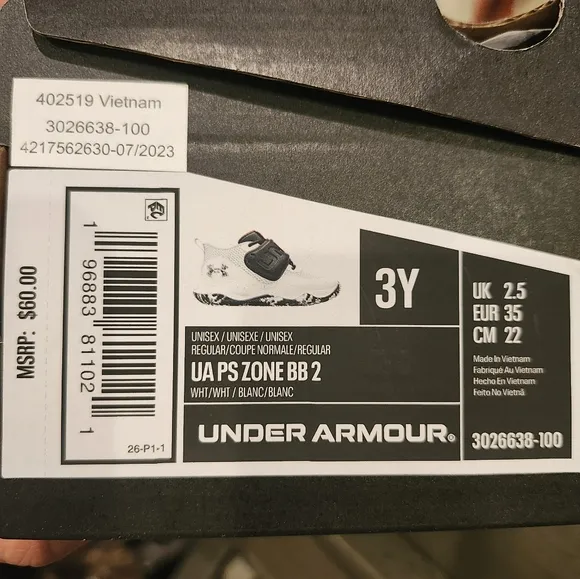 402519 Vietnam
3026638-100
4217562630-07/2023
MSRP: $60.00
1 96883 81102 1
26-P1-1
3Y
UNISEX / UNISEXE / UNISEX
REGULAR/COUPE NORMALE/REGULAR
UA PS ZONE BB 2
WHT/WHT / BLANC/BLANC
UNDER ARMOUR®
UK 2.5
EUR 35
CM 22
Made In Vietnam
Fabriqué Au Vietnam
Hecho En Vietnam
Feito No Vietnã
3026638-100